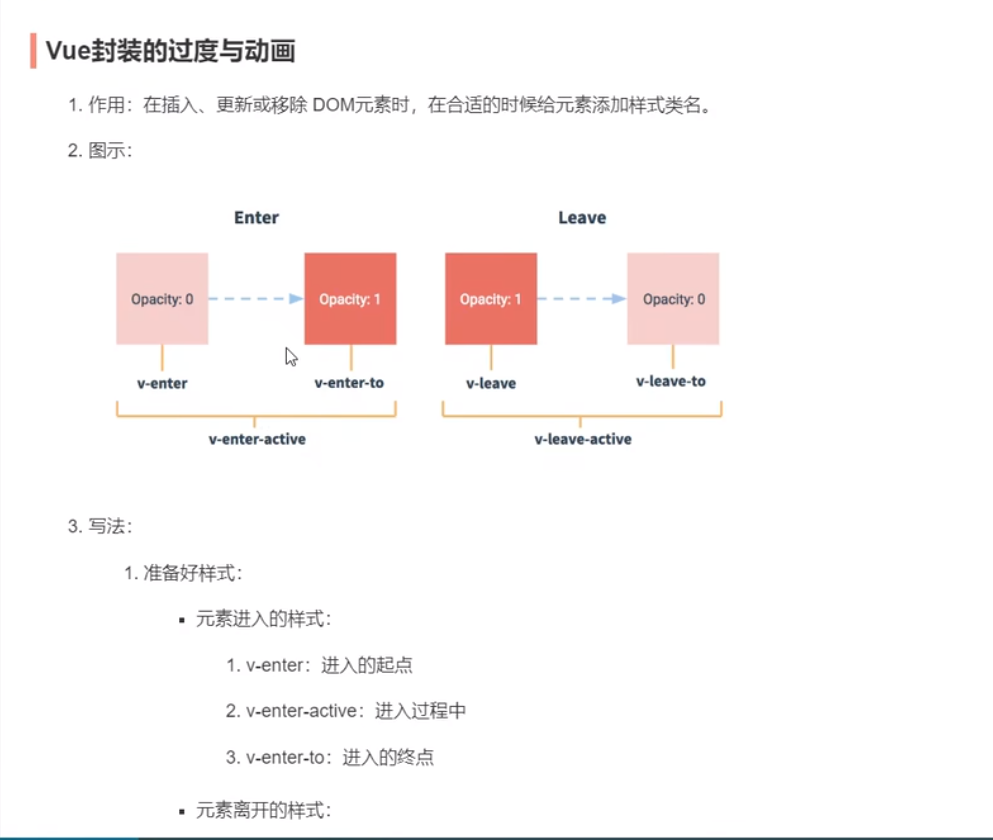 Vue封装的过度与动画
1. 作用：在插入、更新或移除 DOM元素时，在合适的时候给元素添加样式类名。
2. 图示：
Enter
Leave
Opacity: 0
Opacity: 1
Opacity: 1
Opacity: 0
v-enter
v-enter-to
v-leave
v-leave-to
v-enter-active
v-leave-active
3. 写法：
1. 准备好样式：
▪ 元素进入的样式：
1. v-enter：进入的起点
2. v-enter-active：进入过程中
3. v-enter-to：进入的终点
▪ 元素离开的样式：